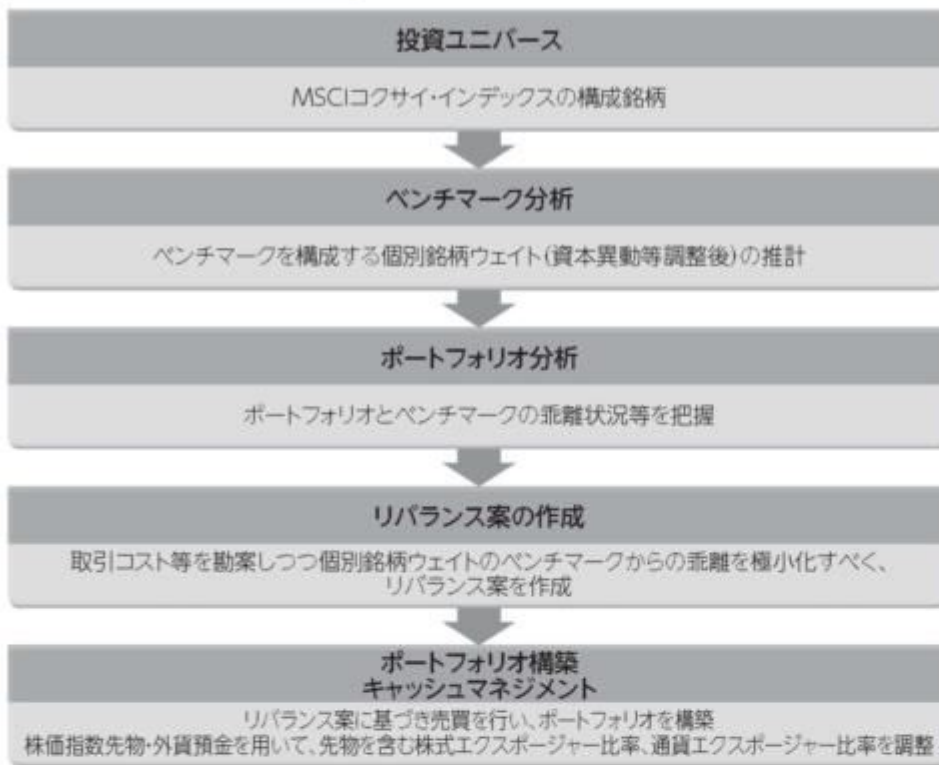 投資ユニバース
MSCIコクサイ・インデックスの構成銘柄
ベンチマーク分析
ベンチマークを構成する個別銘柄ウェイト(資本異動等調整後)の推計
ポートフォリオ分析
ポートフォリオとベンチマークの乖離状況等を把握
リバランス案の作成
取引コスト等を勘案しつつ個別銘柄ウェイトのベンチマークからの乖離を極小化すべく、
リバランス案を作成
ポートフォリオ構築
キャッシュマネジメント
リバランス案に基づき売買を行い、ポートフォリオを構築
株価指数先物・外貨預金を用いて、先物を含む株式エクスポージャー比率、通貨エクスポージャー比率を調整